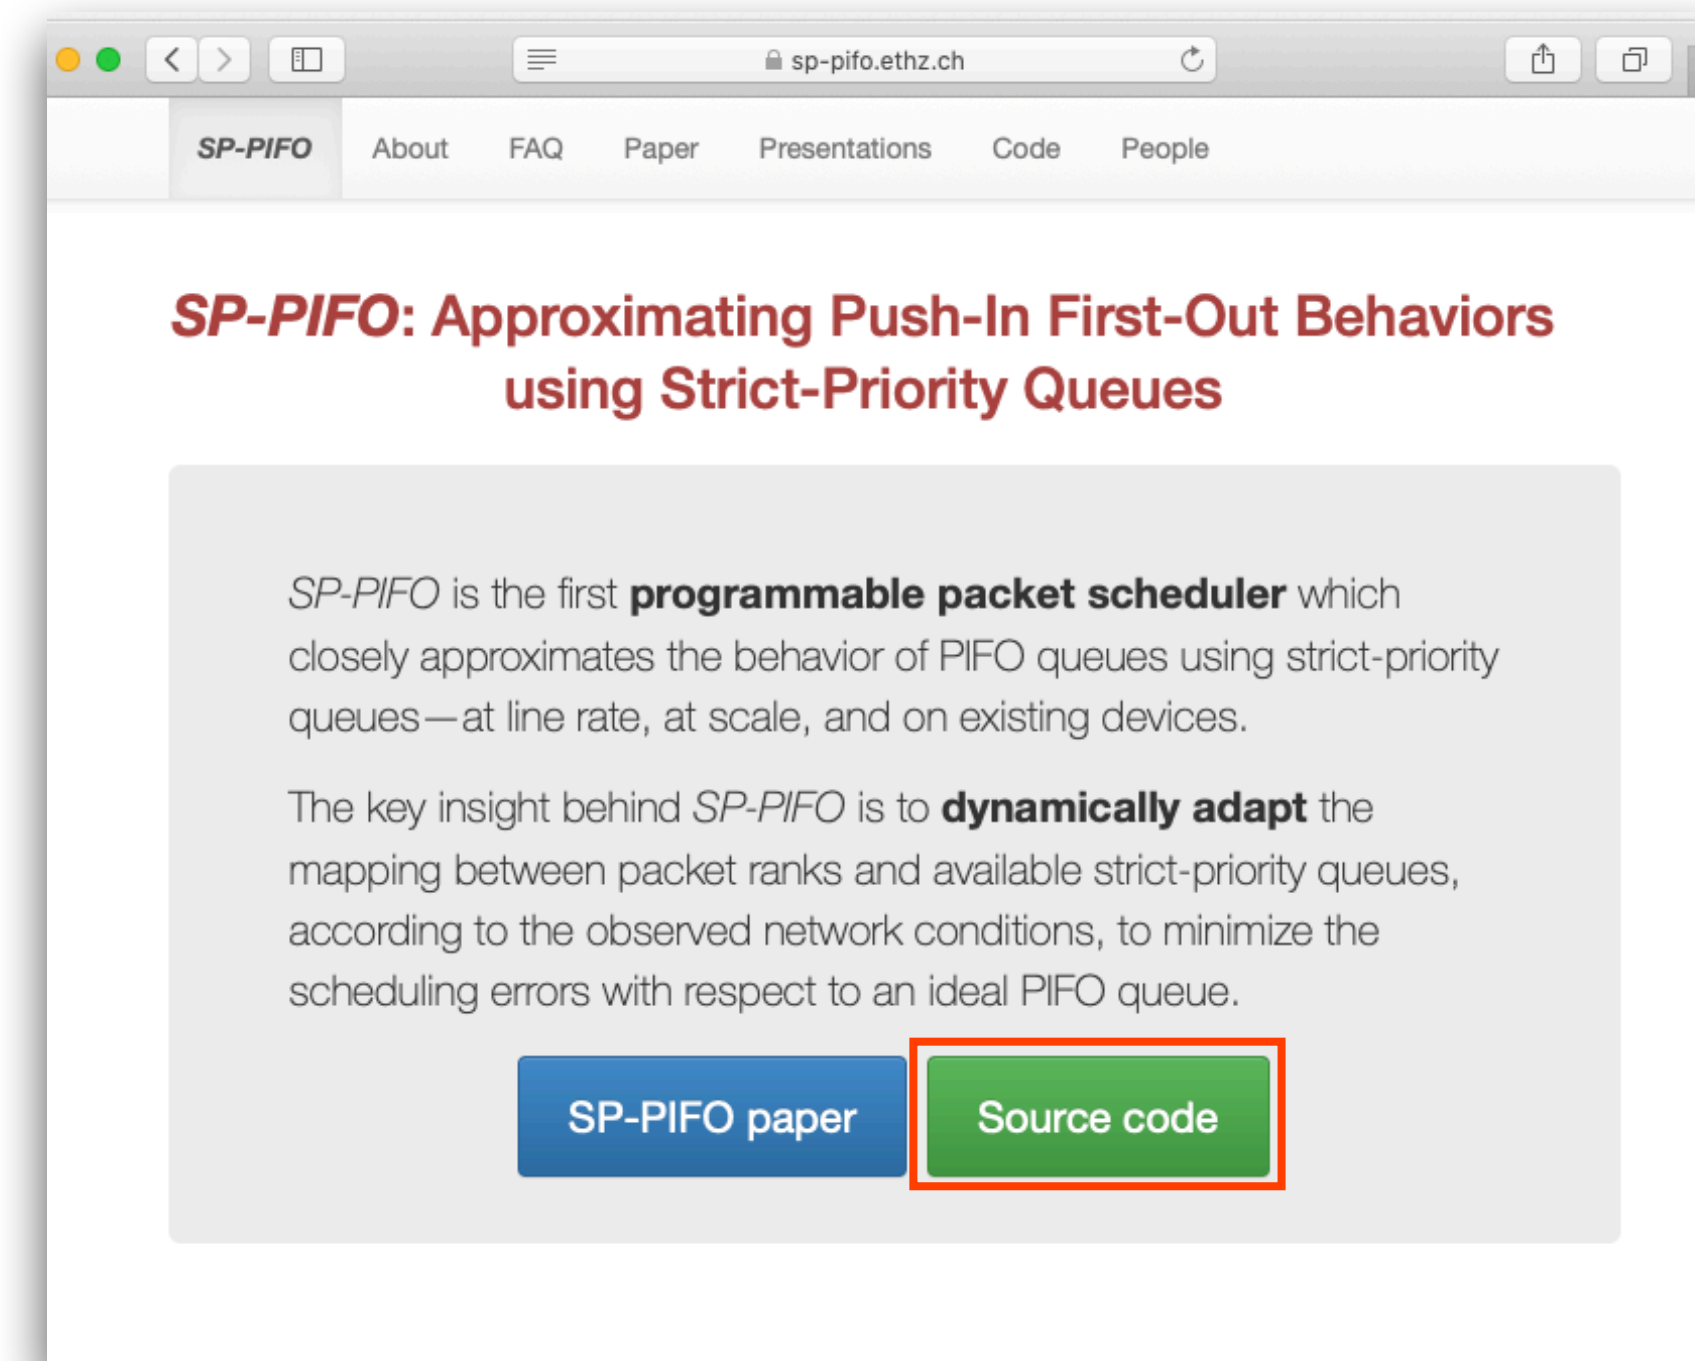 sp-pifo.ethz.ch
SP-PIFO About FAQ Paper Presentations Code People
SP-PIFO: Approximating Push-In First-Out Behaviors
using Strict-Priority Queues
SP-PIFO is the first programmable packet scheduler which
closely approximates the behavior of PIFO queues using strict-priority
queues—at line rate, at scale, and on existing devices.
The key insight behind SP-PIFO is to dynamically adapt the
mapping between packet ranks and available strict-priority queues,
according to the observed network conditions, to minimize the
scheduling errors with respect to an ideal PIFO queue.
SP-PIFO paper Source code